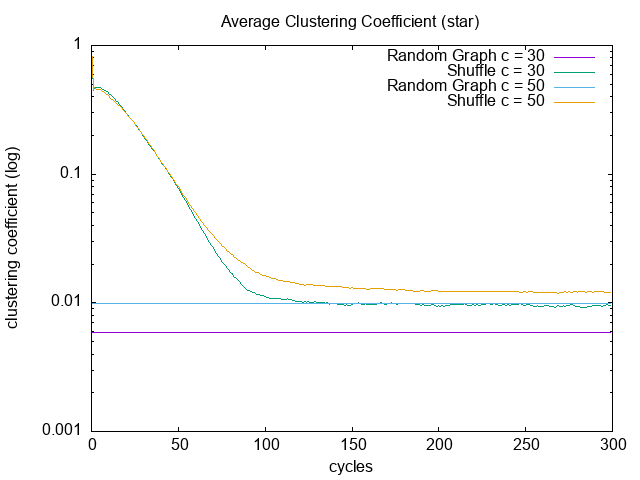 Average Clustering Coefficient (star)
1
0.1
0.01
0.001
clustering coefficient (log)
Random Graph c = 30
Shuffle c = 30
Random Graph c = 50
Shuffle c = 50
0 50 100 150 200 250 300
cycles